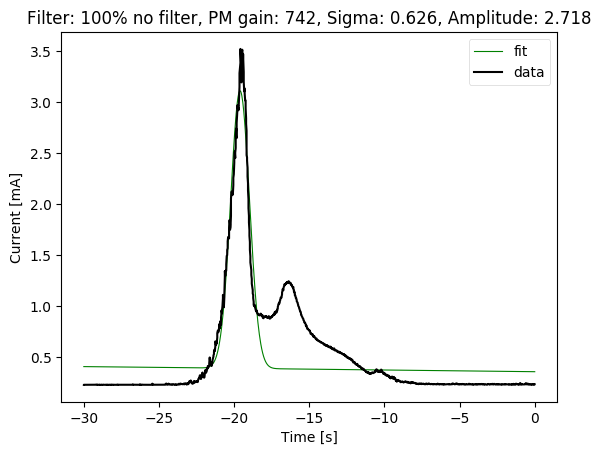 Filter: 100% no filter, PM gain: 742, Sigma: 0.626, Amplitude: 2.718
fit
data
3.5
3.0
2.5
2.0
1.5
1.0
0.5
Current [mA]
−30
−25
−20
−15
−10
−5
0
Time [s]